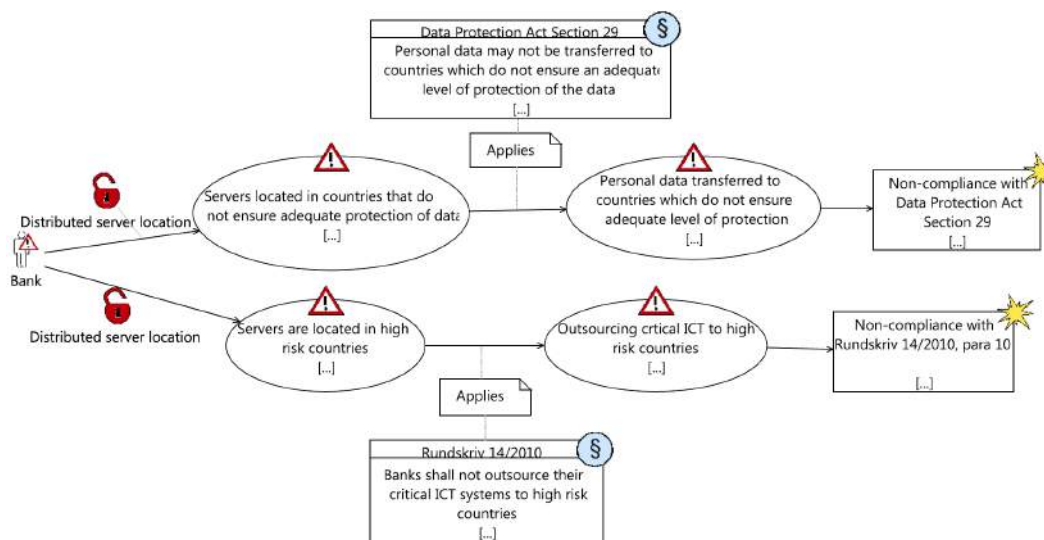 Data Protection Act Section 29
§
Personal data may not be transferred to
countries which do not ensure an adequate
level of protection of the data
[...]
Applies
Servers located in countries that do
not ensure adequate protection of data
[...]
Personal data transferred to
countries which do not ensure
adequate level of protection
[...]
Non-compliance with
Data Protection Act
Section 29
[...]
Distributed server location
Bank
Distributed server location
Servers are located in high
risk countries
[...]
Outsourcing crtical ICT to high
risk countries
[...]
Non-compliance with
Rundskriv 14/2010, para 10
[...]
Applies
Rundskriv 14/2010
§
Banks shall not outsource their
critical ICT systems to high risk
countries
[...]